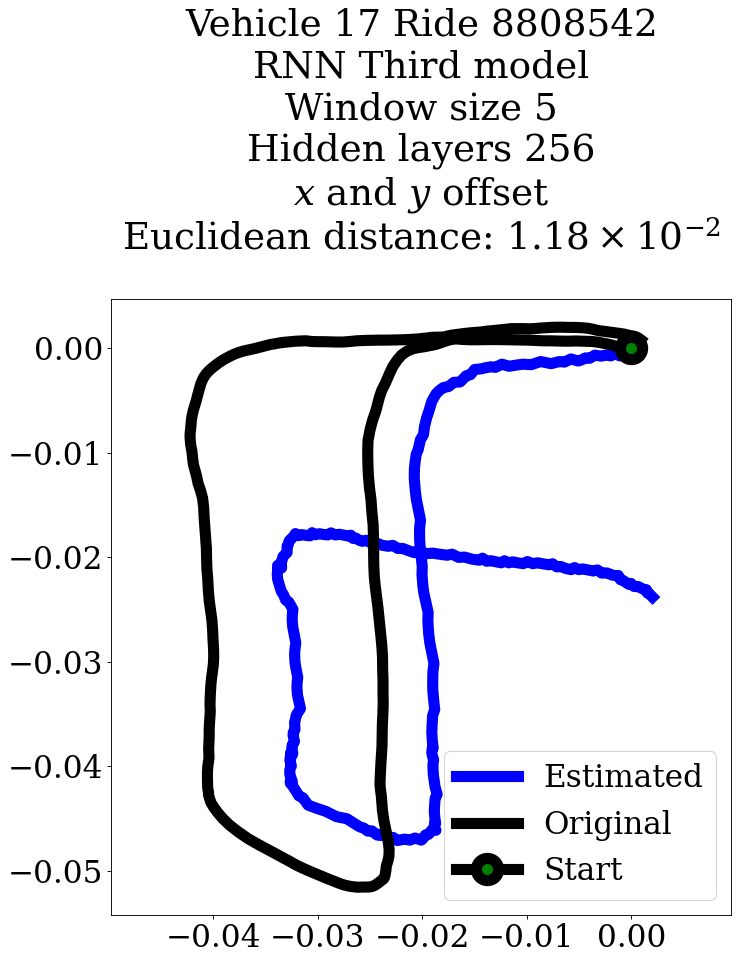 Vehicle 17 Ride 8808542
RNN Third model
Window size 5
Hidden layers 256
x and y offset
Euclidean distance: 1.18 × 10⁻²
0.00
−0.01
−0.02
−0.03
−0.04
−0.05
Estimated
Original
Start
−0.04 −0.03 −0.02 −0.01 0.00